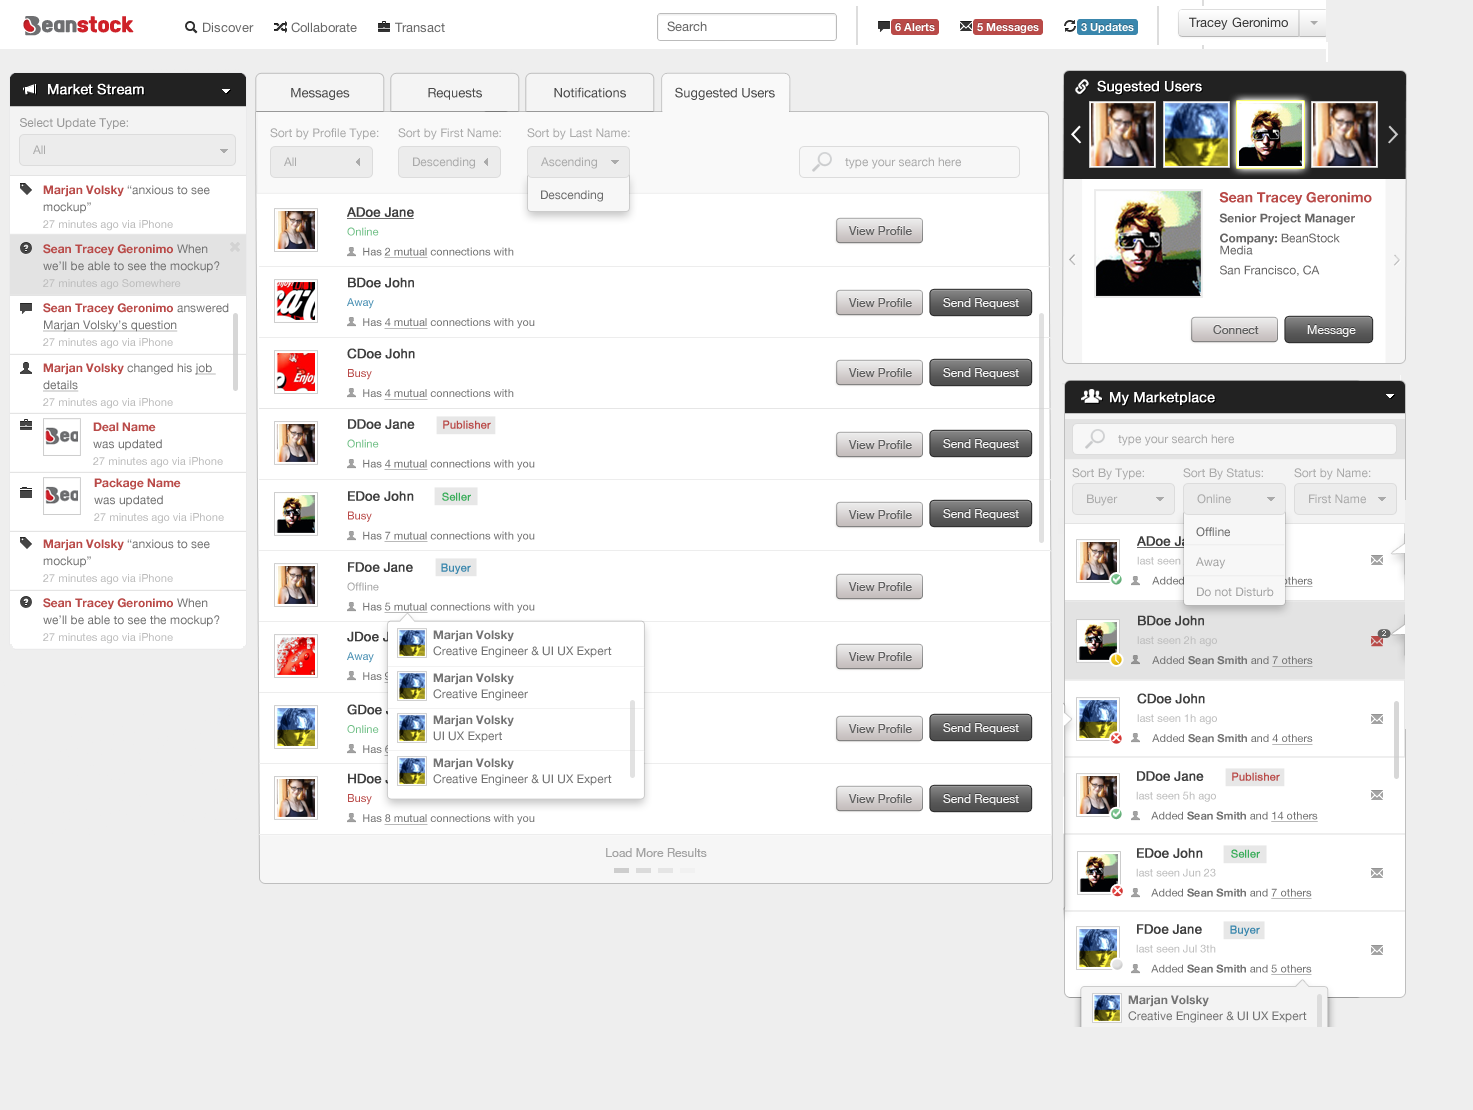 Beanstock
Discover
Collaborate
Transact
Search
6 Alerts
5 Messages
3 Updates
Tracey Geronimo
Market Stream
Select Update Type:
All
Marjan Volsky “anxious to see
mockup”
27 minutes ago via iPhone
Sean Tracey Geronimo When
we’ll be able to see the mockup?
27 minutes ago Somewhere
Sean Tracey Geronimo answered
Marjan Volsky’s question
27 minutes ago via iPhone
Marjan Volsky changed his job
details
27 minutes ago via iPhone
Bea
Deal Name
was updated
27 minutes ago via iPhone
Bea
Package Name
was updated
27 minutes ago via iPhone
Marjan Volsky “anxious to see
mockup”
27 minutes ago via iPhone
Sean Tracey Geronimo When
we’ll be able to see the mockup?
27 minutes ago via iPhone
Messages
Requests
Notifications
Suggested Users
Sort by Profile Type:
Sort by First Name:
Sort by Last Name:
All
Descending
Ascending
Descending
type your search here
ADoe Jane
Online
Has 2 mutual connections with
View Profile
BDoe John
Away
Has 4 mutual connections with you
View Profile
Send Request
CDoe John
Busy
Has 4 mutual connections with
Enjoy
View Profile
Send Request
DDoe Jane
Publisher
Online
Has 4 mutual connections with you
View Profile
Send Request
EDoe John
Seller
Busy
Has 7 mutual connections with you
View Profile
Send Request
FDoe Jane
Buyer
Offline
Has 5 mutual connections with you
View Profile
JDoe J
Away
Has 9
View Profile
GDoe
Online
Has 6
View Profile
Send Request
HDoe
Busy
Has 8 mutual connections with you
View Profile
Send Request
Marjan Volsky
Creative Engineer & UI UX Expert
Marjan Volsky
Creative Engineer
Marjan Volsky
UI UX Expert
Marjan Volsky
Creative Engineer & UI UX Expert
Load More Results
Sugested Users
Sean Tracey Geronimo
Senior Project Manager
Company: BeanStock
Media
San Francisco, CA
Connect
Message
My Marketplace
type your search here
Sort By Type:
Sort By Status:
Sort by Name:
Buyer
Online
First Name
Offline
Away
Do not Disturb
ADoe Ja
last seen
Added
others
BDoe John
last seen 2h ago
Added Sean Smith and 7 others
2
CDoe John
last seen 1h ago
Added Sean Smith and 4 others
DDoe Jane
Publisher
last seen 5h ago
Added Sean Smith and 14 others
EDoe John
Seller
last seen Jun 23
Added Sean Smith and 7 others
FDoe Jane
Buyer
last seen Jul 3th
Added Sean Smith and 5 others
Marjan Volsky
Creative Engineer & UI UX Expert